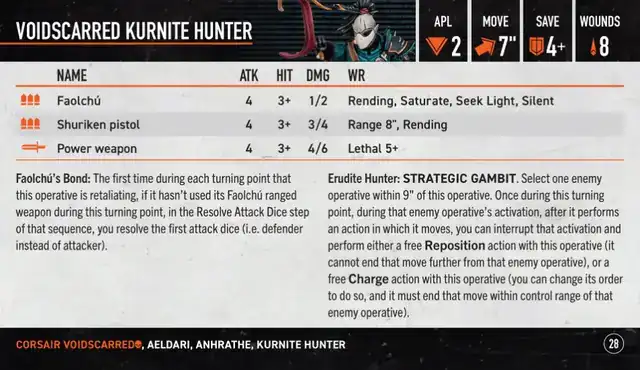 VOIDSCARRED KURNITE HUNTER
APL
2
MOVE
7"
SAVE
4+
WOUNDS
8
NAME ATK HIT DMG WR
Faolchú 4 3+ 1/2 Rending, Saturate, Seek Light, Silent
Shuriken pistol 4 3+ 3/4 Range 8", Rending
Power weapon 4 3+ 4/6 Lethal 5+
Faolchú's Bond: The first time during each turning point that
this operative is retaliating, if it hasn't used its Faolchú ranged
weapon during this turning point, in the Resolve Attack Dice step
of that sequence, you resolve the first attack dice (i.e. defender
instead of attacker).
Erudite Hunter: STRATEGIC GAMBIT. Select one enemy
operative within 9" of this operative. Once during this turning
point, during that enemy operative's activation, after it performs
an action in which it moves, you can interrupt that activation and
perform either a free Reposition action with this operative (it
cannot end that move further from that enemy operative), or a
free Charge action with this operative (you can change its order
to do so, and it must end that move within control range of that
enemy operative).
CORSAIR VOIDSCARRED, AELDARI, ANHRATHE, KURNITE HUNTER
28